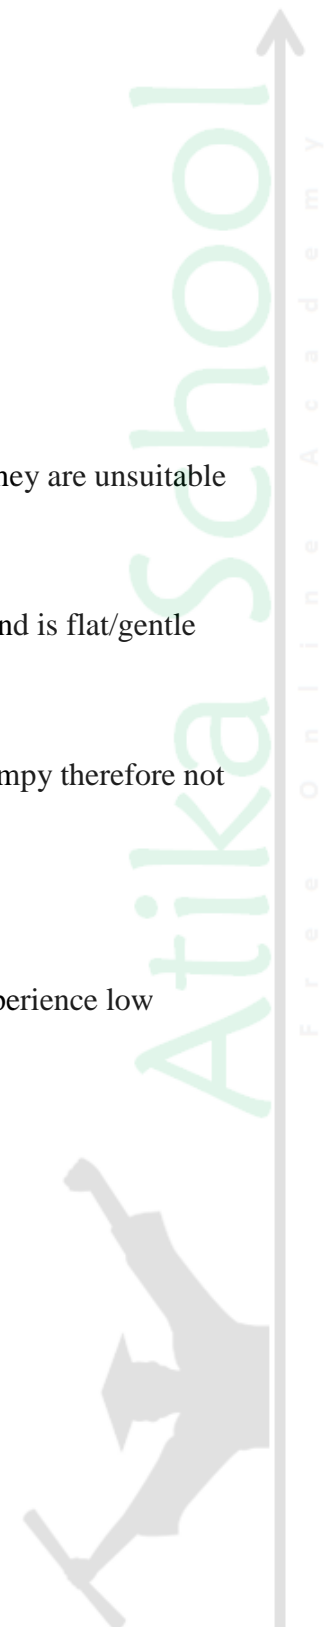 hey are unsuitable
nd is flat/gentle
mpy therefore not
perience low
Atika School
Free Online Academy